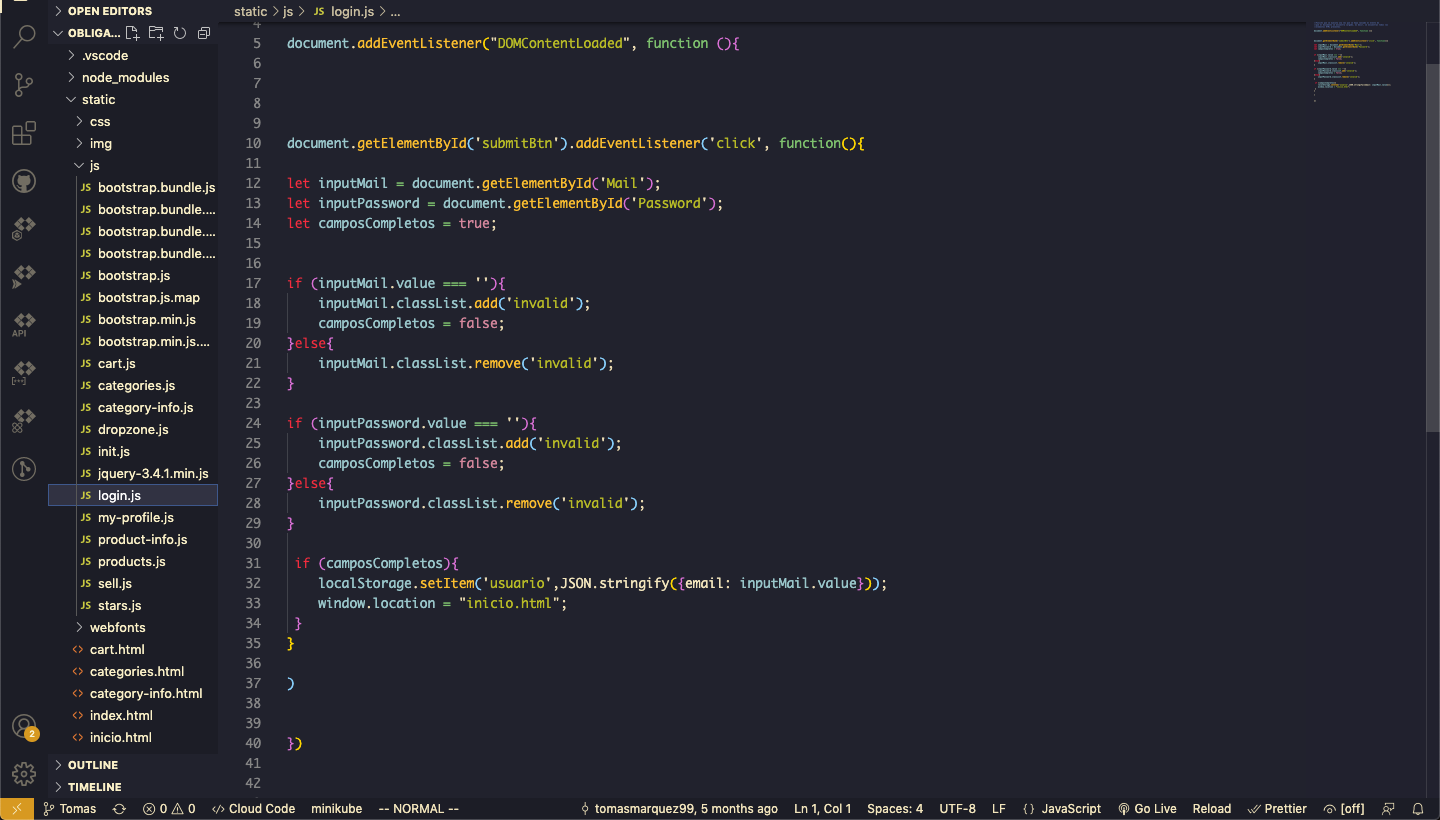 OPEN EDITORS
OBLIGA...
.vscode
node_modules
static
css
img
js
JS bootstrap.bundle.js
JS bootstrap.bundle....
JS bootstrap.bundle....
JS bootstrap.bundle....
JS bootstrap.js
JS bootstrap.js.map
JS bootstrap.min.js
JS bootstrap.min.js....
JS cart.js
JS categories.js
JS category-info.js
JS dropzone.js
JS init.js
JS jquery-3.4.1.min.js
JS login.js
JS my-profile.js
JS product-info.js
JS products.js
JS sell.js
JS stars.js
webfonts
<> cart.html
<> categories.html
<> category-info.html
<> index.html
<> inicio.html
OUTLINE
TIMELINE
API
2
static > js > JS login.js > ...
4
5 document.addEventListener("DOMContentLoaded", function (){
6
7
8
9
10 document.getElementById('submitBtn').addEventListener('click', function(){
11
12 let inputMail = document.getElementById('Mail');
13 let inputPassword = document.getElementById('Password');
14 let camposCompletos = true;
15
16
17 if (inputMail.value === ''){
18 inputMail.classList.add('invalid');
19 camposCompletos = false;
20 }else{
21 inputMail.classList.remove('invalid');
22 }
23
24 if (inputPassword.value === ''){
25 inputPassword.classList.add('invalid');
26 camposCompletos = false;
27 }else{
28 inputPassword.classList.remove('invalid');
29 }
30
31 if (camposCompletos){
32 localStorage.setItem('usuario',JSON.stringify({email: inputMail.value}));
33 window.location = "inicio.html";
34 }
35 }
36
37 )
38
39
40 })
41
42
Tomas 0 0 </> Cloud Code minikube -- NORMAL -- tomasmarquez99, 5 months ago Ln 1, Col 1 Spaces: 4 UTF-8 LF {} JavaScript Go Live Reload Prettier [off]